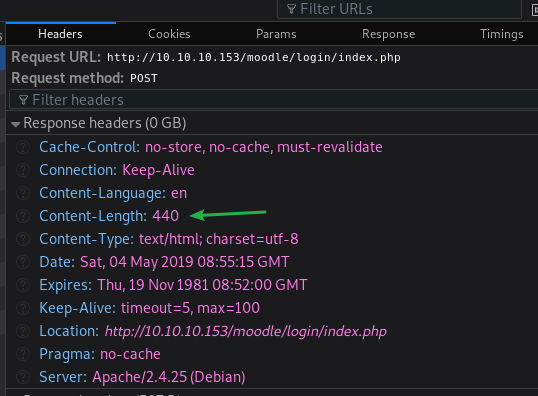 Filter URLs
Headers Cookies Params Response Timings
Request URL: http://10.10.10.153/moodle/login/index.php
Request method: POST
Filter headers
Response headers (0 GB)
? Cache-Control: no-store, no-cache, must-revalidate
? Connection: Keep-Alive
? Content-Language: en
? Content-Length: 440
? Content-Type: text/html; charset=utf-8
? Date: Sat, 04 May 2019 08:55:15 GMT
? Expires: Thu, 19 Nov 1981 08:52:00 GMT
? Keep-Alive: timeout=5, max=100
? Location: http://10.10.10.153/moodle/login/index.php
? Pragma: no-cache
? Server: Apache/2.4.25 (Debian)